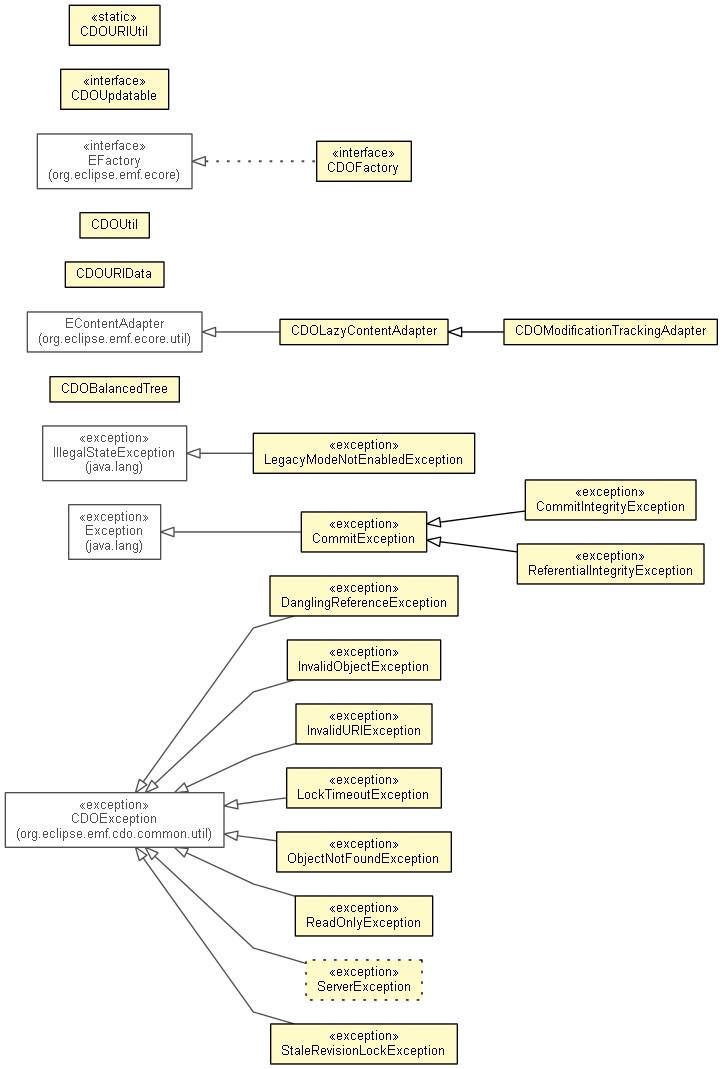 «static»
CDOURIUtil
«interface»
CDOUpdatable
«interface»
EFactory
(org.eclipse.emf.ecore)
«interface»
CDOFactory
CDOUtil
CDOURIData
EContentAdapter
(org.eclipse.emf.ecore.util)
CDOLazyContentAdapter
CDOModificationTrackingAdapter
CDOBalancedTree
«exception»
IllegalStateException
(java.lang)
«exception»
LegacyModeNotEnabledException
«exception»
Exception
(java.lang)
«exception»
CommitException
«exception»
CommitIntegrityException
«exception»
ReferentialIntegrityException
«exception»
DanglingReferenceException
«exception»
InvalidObjectException
«exception»
InvalidURIException
«exception»
CDOException
(org.eclipse.emf.cdo.common.util)
«exception»
LockTimeoutException
«exception»
ObjectNotFoundException
«exception»
ReadOnlyException
«exception»
ServerException
«exception»
StaleRevisionLockException